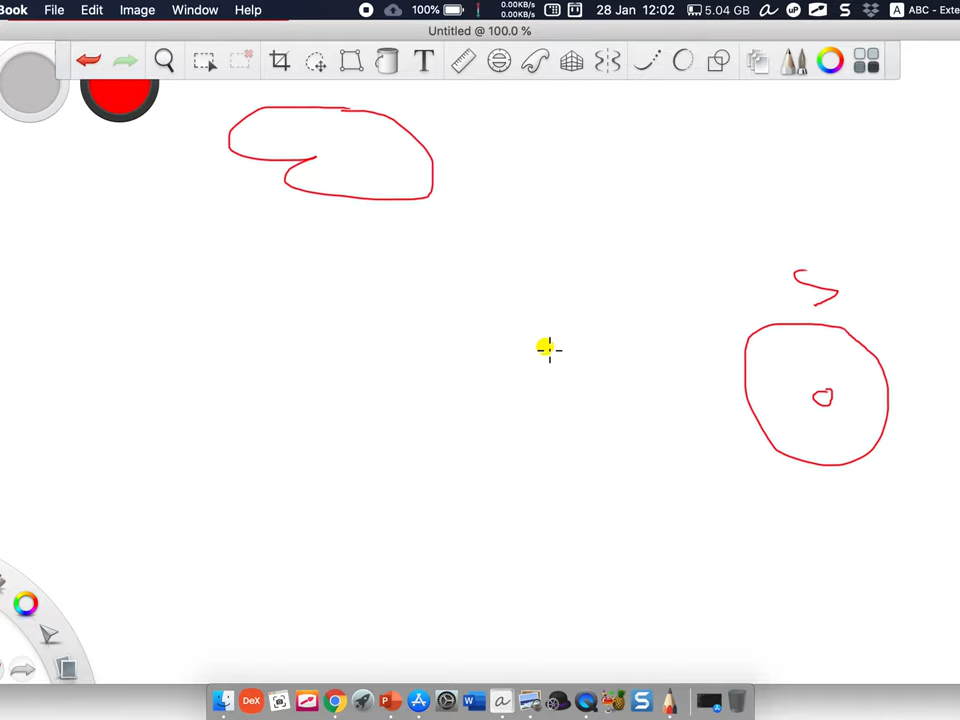 Book File Edit Image Window Help 100% 0.00KB/s 0.00KB/s 28 Jan 12:02 5.04 GB ABC - Exte
Untitled @ 100.0 %
S